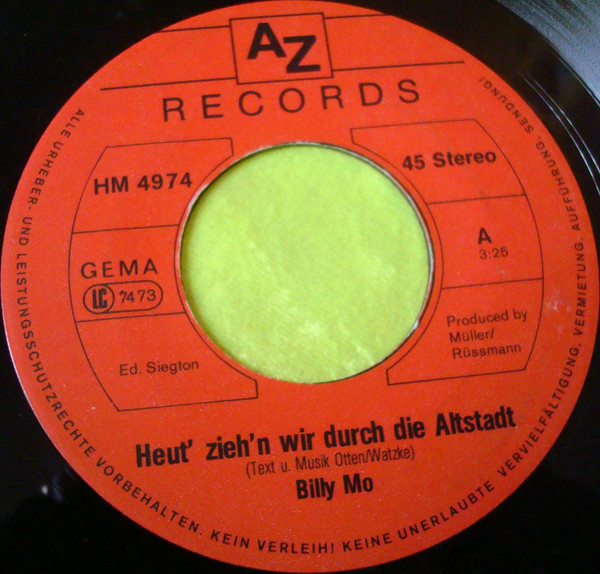 AZ
RECORDS
HM 4974
45 Stereo
GEMA
LC 7473
A
3:25
Ed. Siegton
Produced by
Müller/
Rüssmann
Heut' zieh'n wir durch die Altstadt
(Text u. Musik Otten/Watzke)
Billy Mo
ALLE URHEBER- UND LEISTUNGSSCHUTZRECHTE VORBEHALTEN. KEIN VERLEIH! KEINE UNERLAUBTE VERVIELFÄLTIGUNG, VERMIETUNG, AUFFÜHRUNG, SENDUNG!